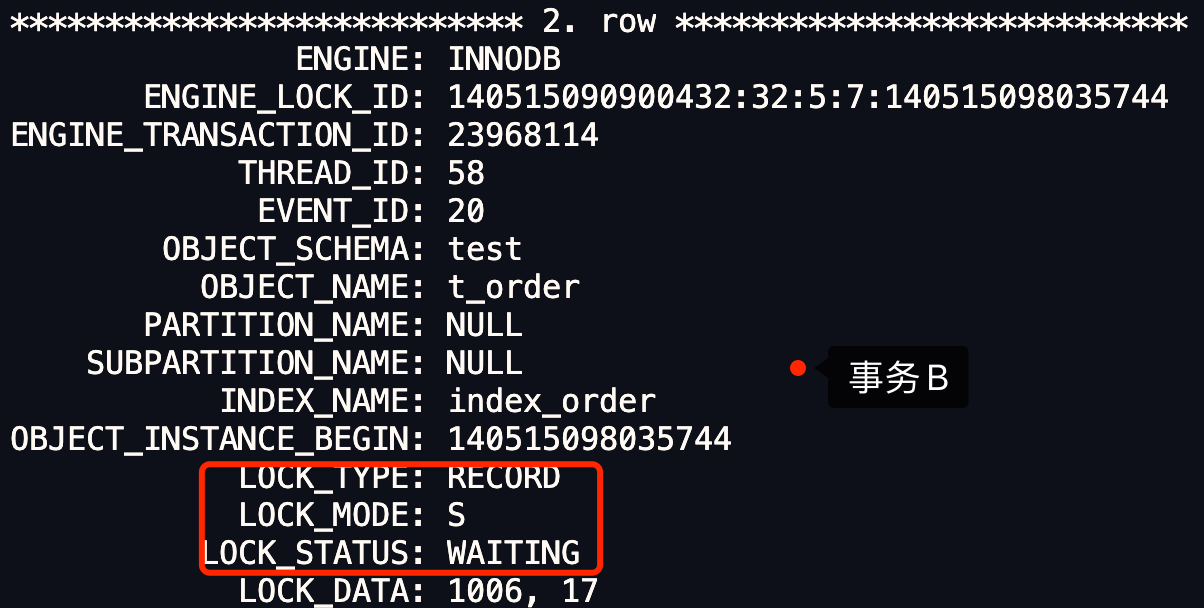 *************************** 2. row ***************************
ENGINE: INNODB
ENGINE_LOCK_ID: 140515090900432:32:5:7:140515098035744
ENGINE_TRANSACTION_ID: 23968114
THREAD_ID: 58
EVENT_ID: 20
OBJECT_SCHEMA: test
OBJECT_NAME: t_order
PARTITION_NAME: NULL
SUBPARTITION_NAME: NULL
事务B
INDEX_NAME: index_order
OBJECT_INSTANCE_BEGIN: 140515098035744
LOCK_TYPE: RECORD
LOCK_MODE: S
LOCK_STATUS: WAITING
LOCK_DATA: 1006, 17